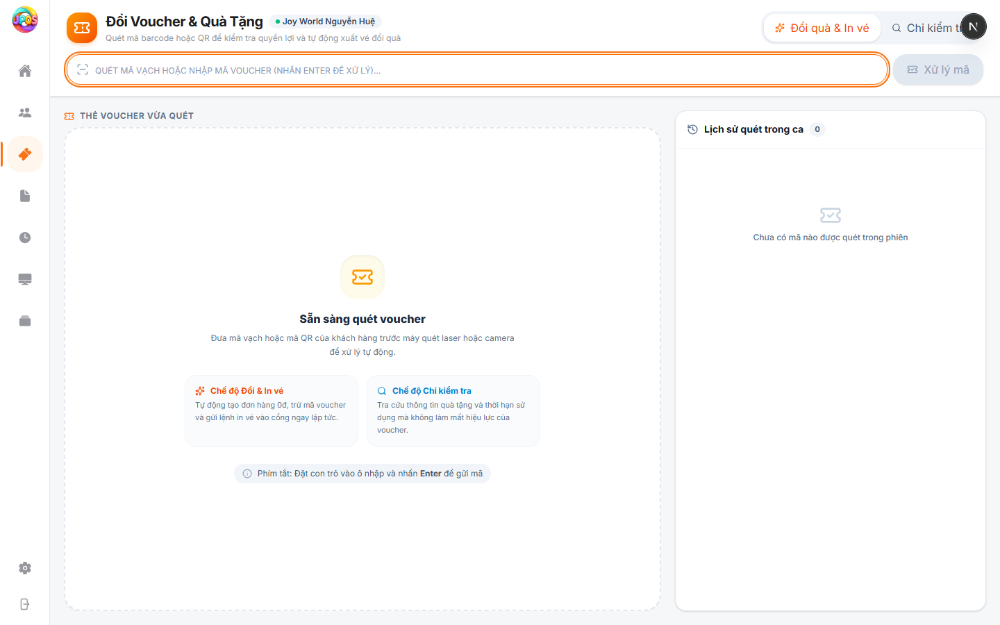 JPOS
Đổi Voucher & Quà Tặng
Joy World Nguyễn Huệ
Quét mã barcode hoặc QR để kiểm tra quyền lợi và tự động xuất vé đổi quà
Đổi quà & In vé
Chỉ kiểm tr
N
QUÉT MÃ VẠCH HOẶC NHẬP MÃ VOUCHER (NHẤN ENTER ĐỂ XỬ LÝ)...
Xử lý mã
THẺ VOUCHER VỪA QUÉT
Lịch sử quét trong ca 0
Chưa có mã nào được quét trong phiên
Sẵn sàng quét voucher
Đưa mã vạch hoặc mã QR của khách hàng trước máy quét laser hoặc camera
để xử lý tự động.
Chế độ Đổi & In vé
Tự động tạo đơn hàng 0đ, trừ mã voucher
và gửi lệnh in vé vào cổng ngay lập tức.
Chế độ Chỉ kiểm tra
Tra cứu thông tin quà tặng và thời hạn sử
dụng mà không làm mất hiệu lực của
voucher.
Phím tắt: Đặt con trỏ vào ô nhập và nhấn Enter để gửi mã